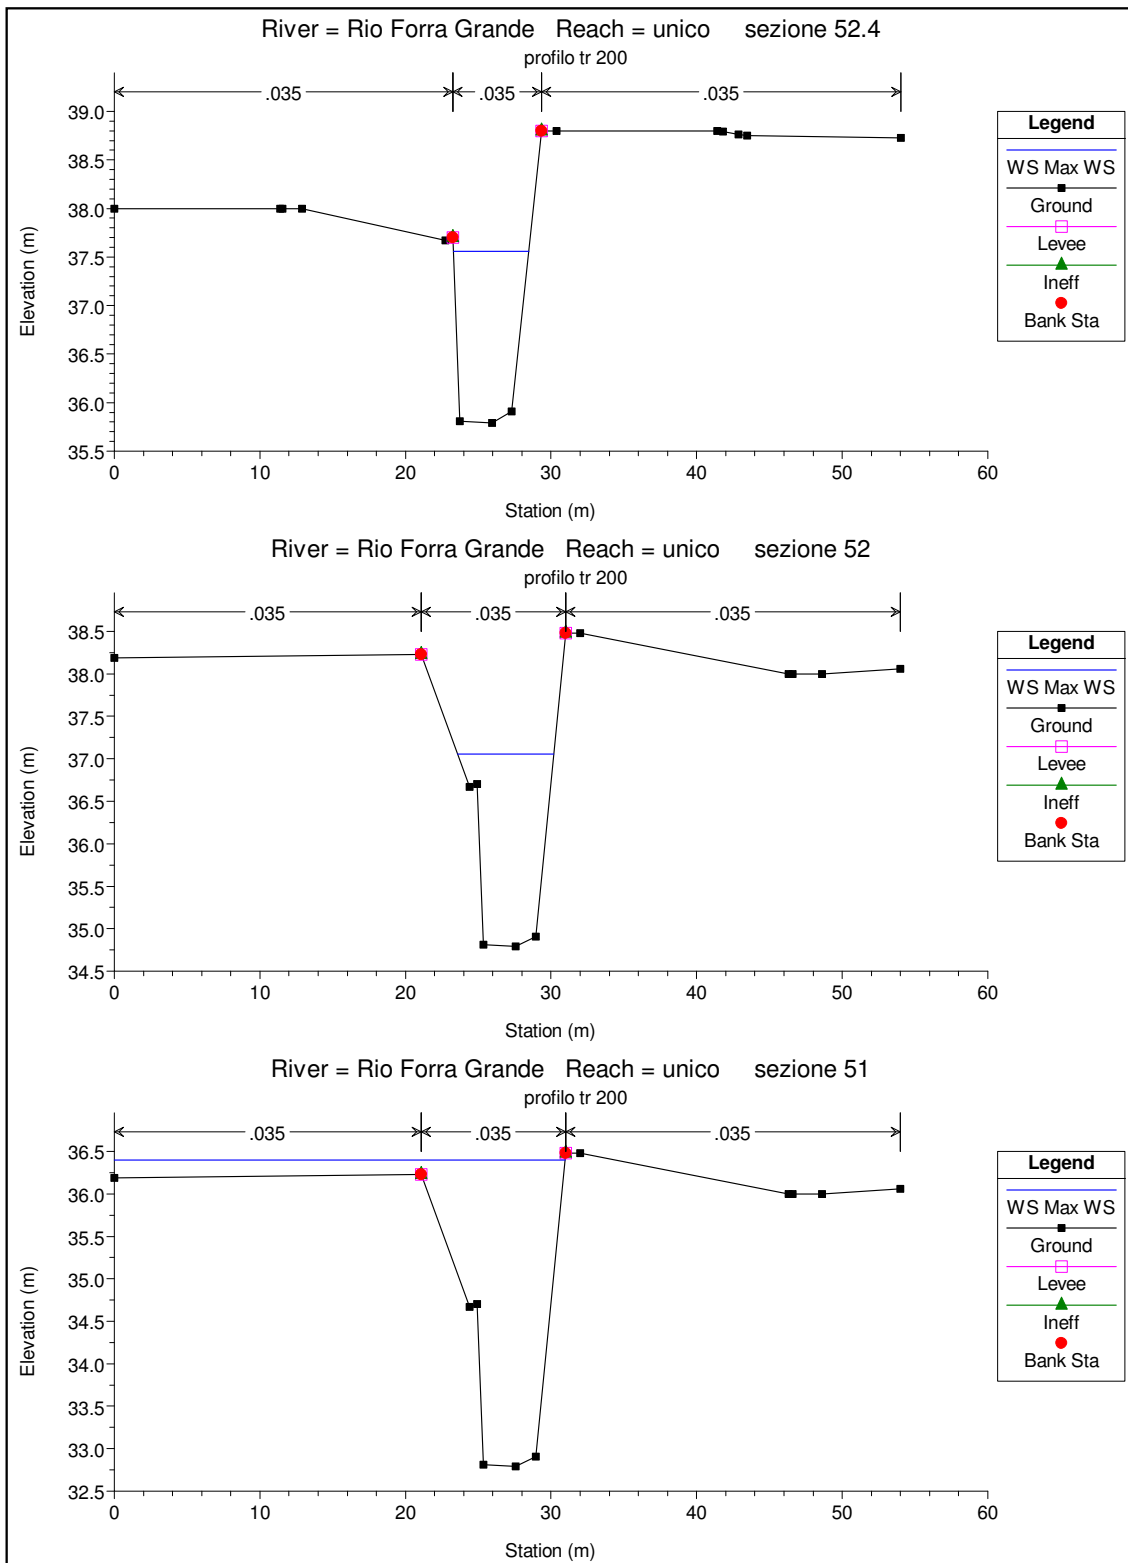 River = Rio Forra Grande Reach = unico sezione 52.4
profilo tr 200
.035 .035 .035
39.0
38.5
38.0
37.5
37.0
36.5
36.0
35.5
Elevation (m)
0 10 20 30 40 50 60
Station (m)
Legend
WS Max WS
Ground
Levee
Ineff
Bank Sta
River = Rio Forra Grande Reach = unico sezione 52
profilo tr 200
.035 .035 .035
38.5
38.0
37.5
37.0
36.5
36.0
35.5
35.0
34.5
Elevation (m)
0 10 20 30 40 50 60
Station (m)
Legend
WS Max WS
Ground
Levee
Ineff
Bank Sta
River = Rio Forra Grande Reach = unico sezione 51
profilo tr 200
.035 .035 .035
36.5
36.0
35.5
35.0
34.5
34.0
33.5
33.0
32.5
Elevation (m)
0 10 20 30 40 50 60
Station (m)
Legend
WS Max WS
Ground
Levee
Ineff
Bank Sta